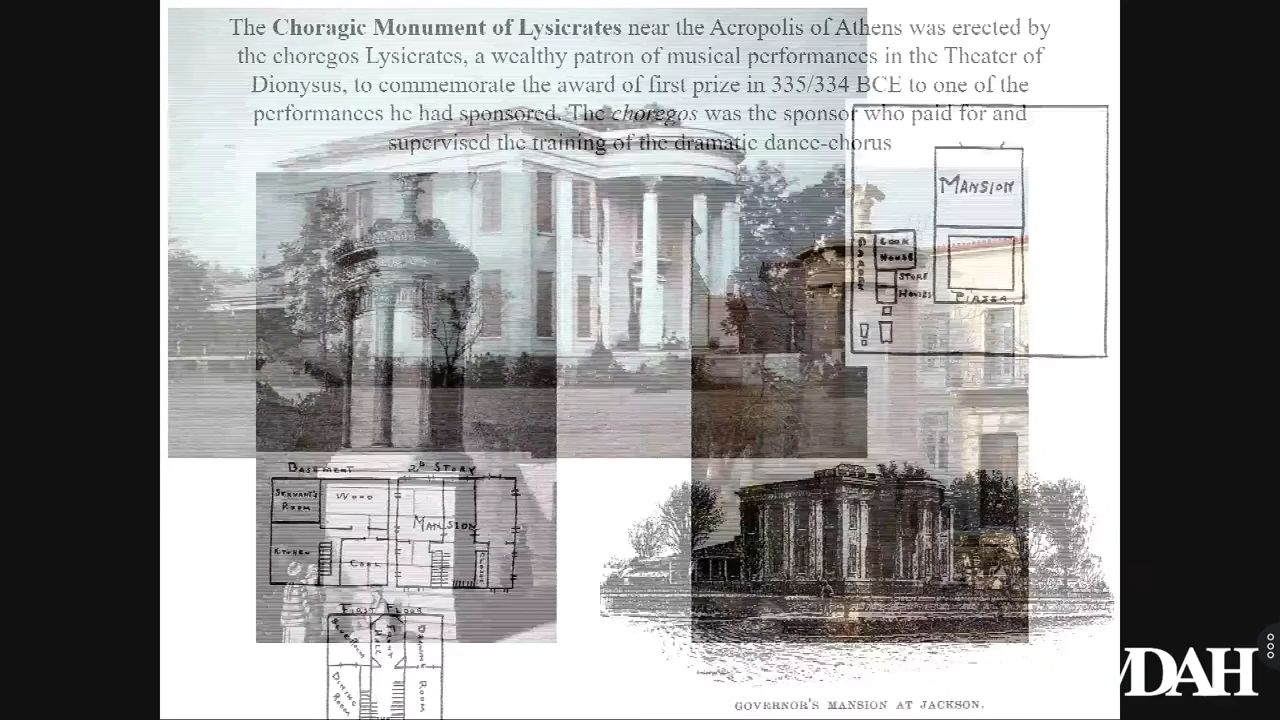 The Choragic Monument of Lysicrates near the Acropolis of Athens was erected by
the choregos Lysicrates, a wealthy patron of musical performances in the Theater of
Dionysus, to commemorate the award of first prize in 335/334 BCE to one of the
performances he had sponsored. The choregos was the sponsor who paid for and
supervised the training of the dramatic dance-chorus
MANSION
COOK
HOUSE
STORE
HOUSE
PIAZZA
BASEMENT 2D STORY
SERVANT'S
ROOM
WOOD
MANSION
KITCHEN
COAL
FIRST FLOOR
FRONT
HALL
DINING
ROOM
ROOM
GOVERNOR'S MANSION AT JACKSON.
DAH